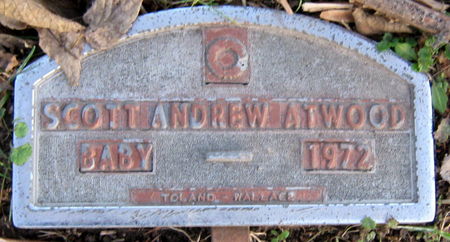 SCOTT ANDREW ATWOOD
BABY — 1972
TOLAND - WALLACE